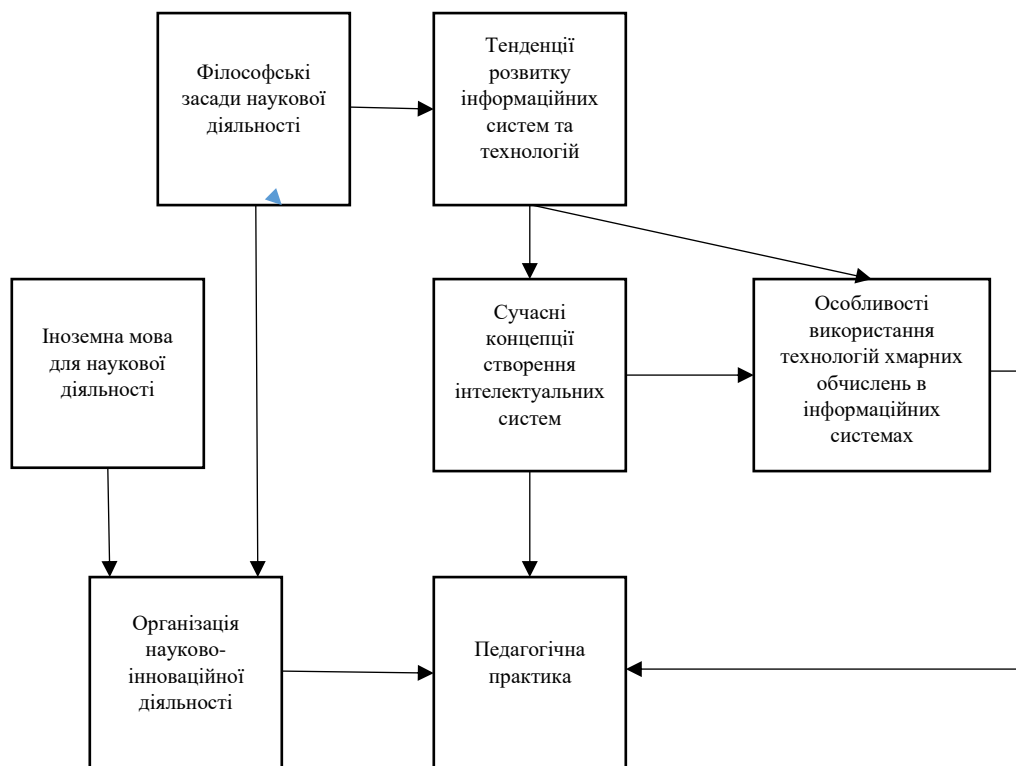 Філософські
засади наукової
діяльності
Тенденції
розвитку
інформаційних
систем та
технологій
Іноземна мова
для наукової
діяльності
Сучасні
концепції
створення
інтелектуальних
систем
Особливості
використання
технологій хмарних
обчислень в
інформаційних
системах
Організація
науково-
інноваційної
діяльності
Педагогічна
практика